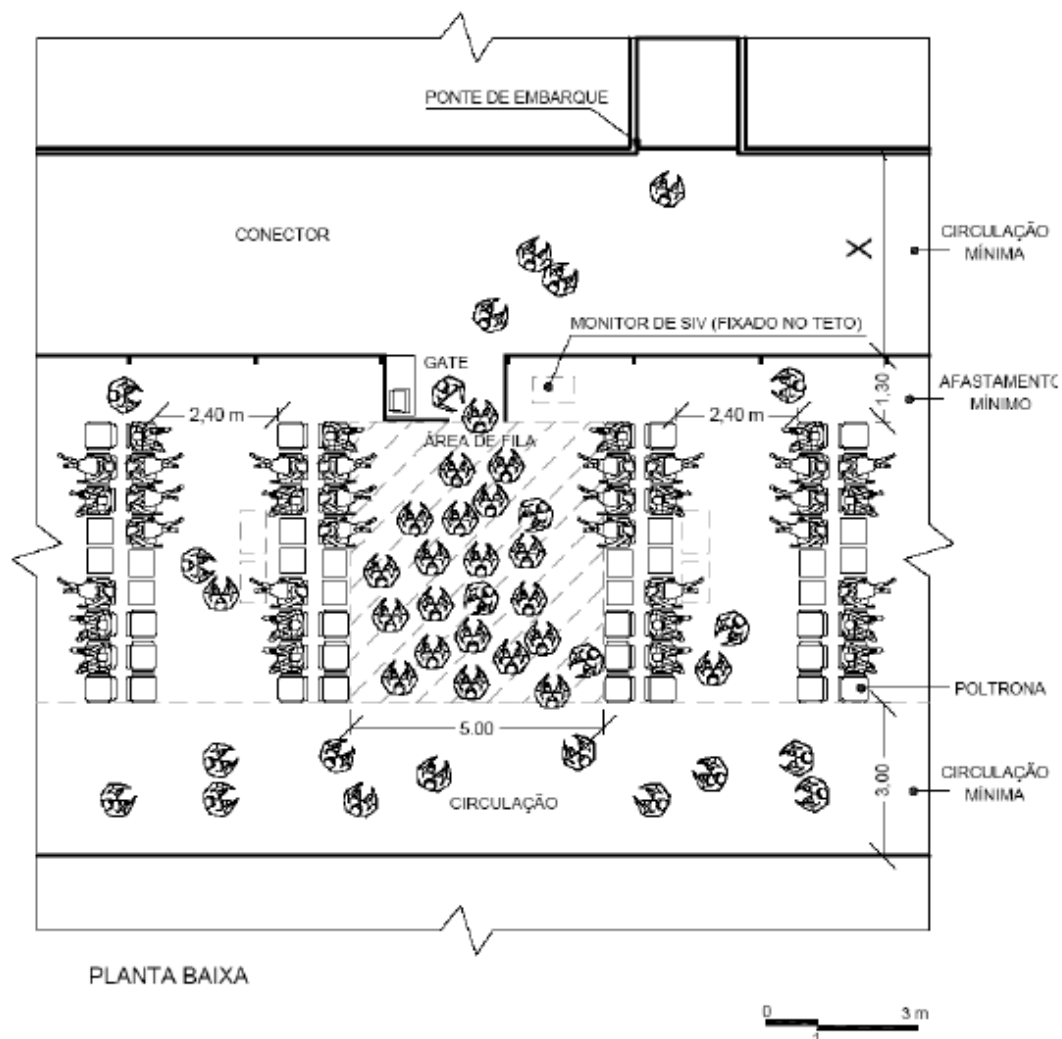 PONTE DE EMBARQUE
CONECTOR
X
CIRCULAÇÃO
MÍNIMA
MONITOR DE SIV (FIXADO NO TETO)
GATE
1,30
AFASTAMENTO
MÍNIMO
2,40 m
2,40 m
ÁREA DE FILA
POLTRONA
5.00
3,00
CIRCULAÇÃO
MÍNIMA
CIRCULAÇÃO
PLANTA BAIXA
0
3 m
1